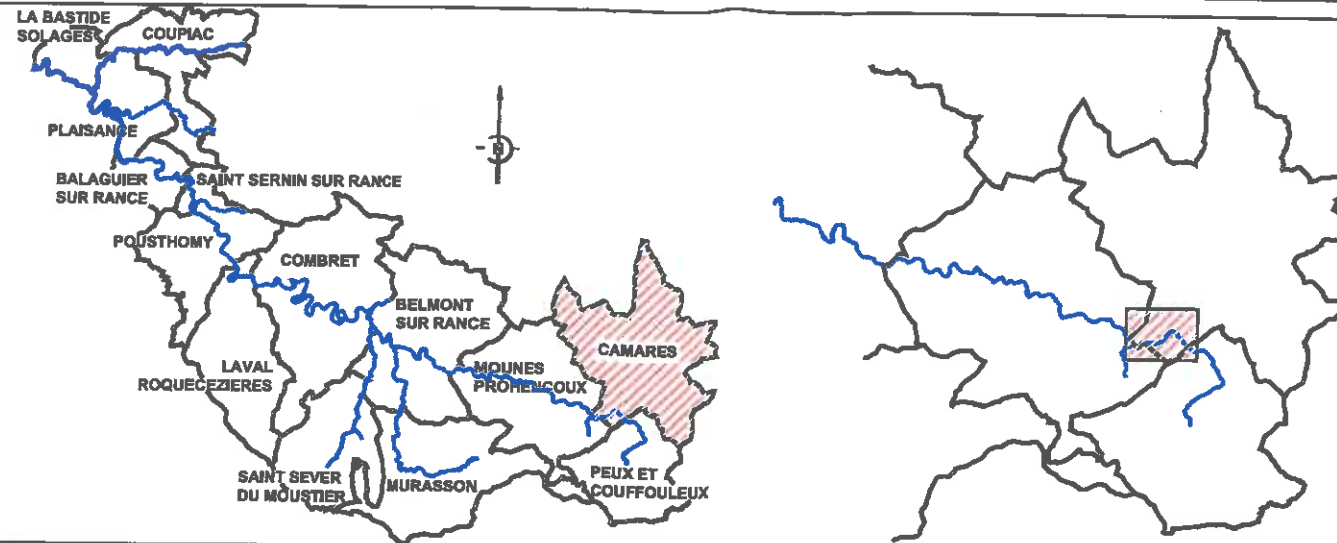 LA BASTIDE
SOLAGES
COUPIAC
PLAISANCE
BALAGUIER
SUR RANCE
SAINT SERNIN SUR RANCE
POUSTHOMY
COMBRET
BELMONT
SUR RANCE
CAMARES
LAVAL
ROQUECEZIERES
MOUNES
PROHENCOUX
SAINT SEVER
DU MOUSTIER
MURASSON
PEUX ET
COUFFOULEUX
N